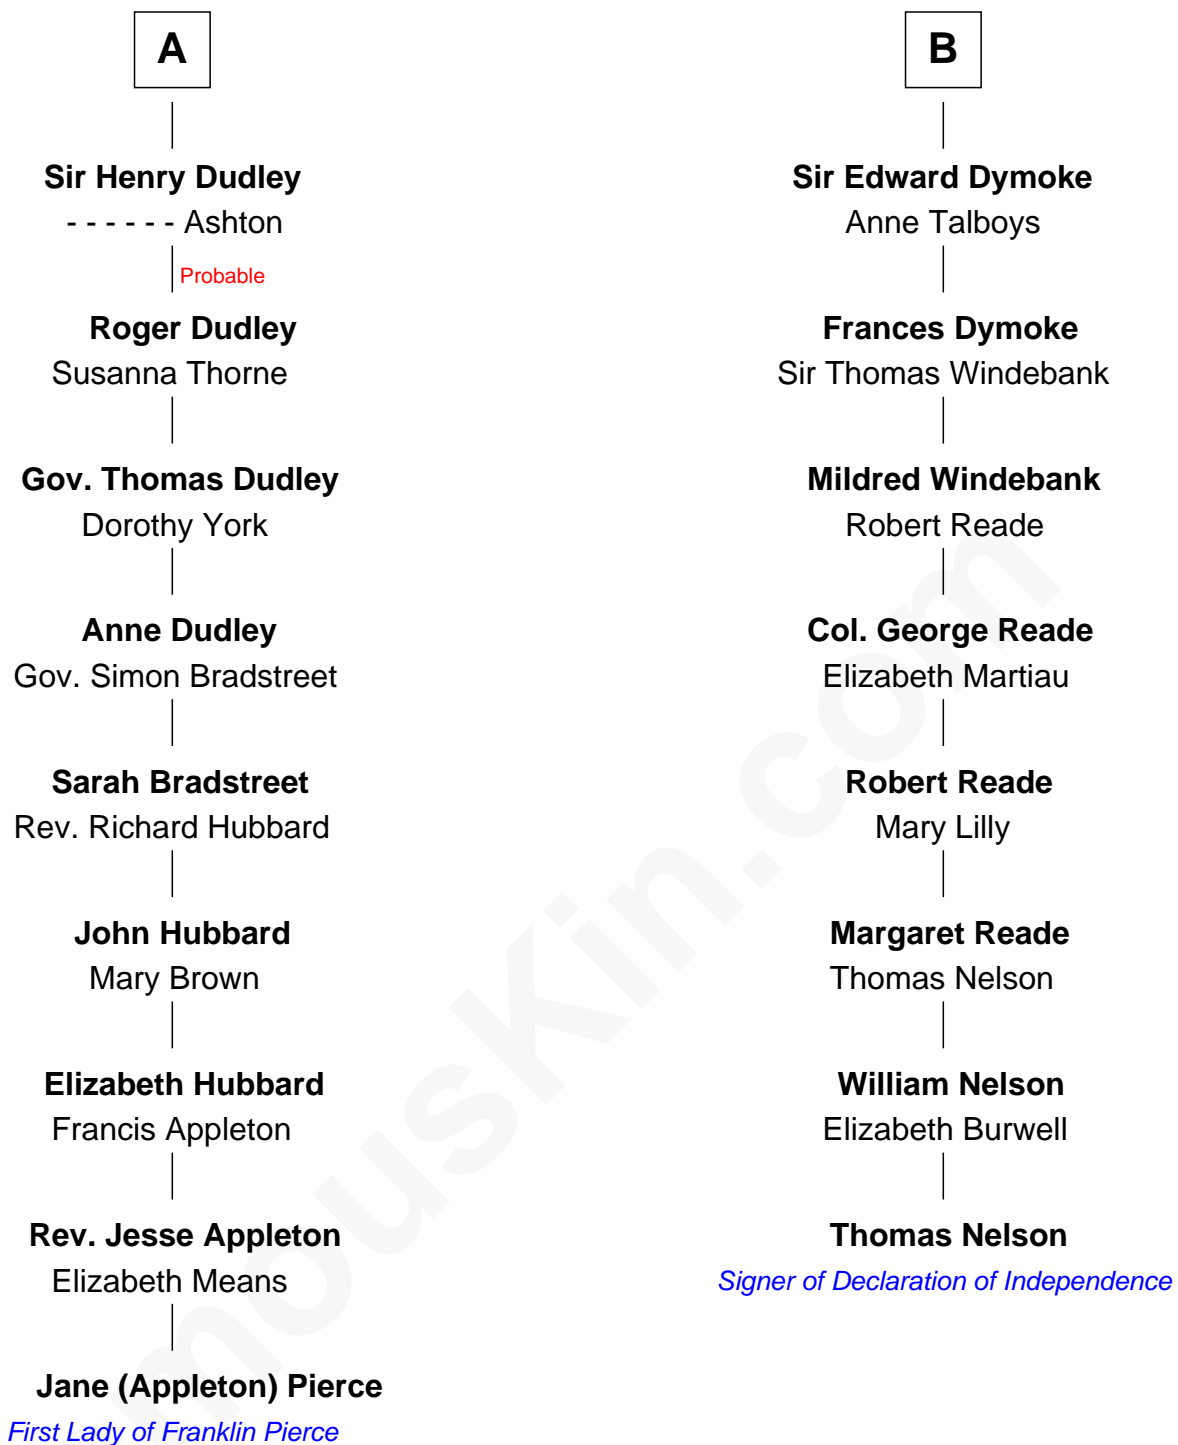 A
Sir Henry Dudley
- - - - - - Ashton
Probable
Roger Dudley
Susanna Thorne
Gov. Thomas Dudley
Dorothy York
Anne Dudley
Gov. Simon Bradstreet
Sarah Bradstreet
Rev. Richard Hubbard
John Hubbard
Mary Brown
Elizabeth Hubbard
Francis Appleton
Rev. Jesse Appleton
Elizabeth Means
Jane (Appleton) Pierce
First Lady of Franklin Pierce
B
Sir Edward Dymoke
Anne Talboys
Frances Dymoke
Sir Thomas Windebank
Mildred Windebank
Robert Reade
Col. George Reade
Elizabeth Martiau
Robert Reade
Mary Lilly
Margaret Reade
Thomas Nelson
William Nelson
Elizabeth Burwell
Thomas Nelson
Signer of Declaration of Independence
mousKin.com